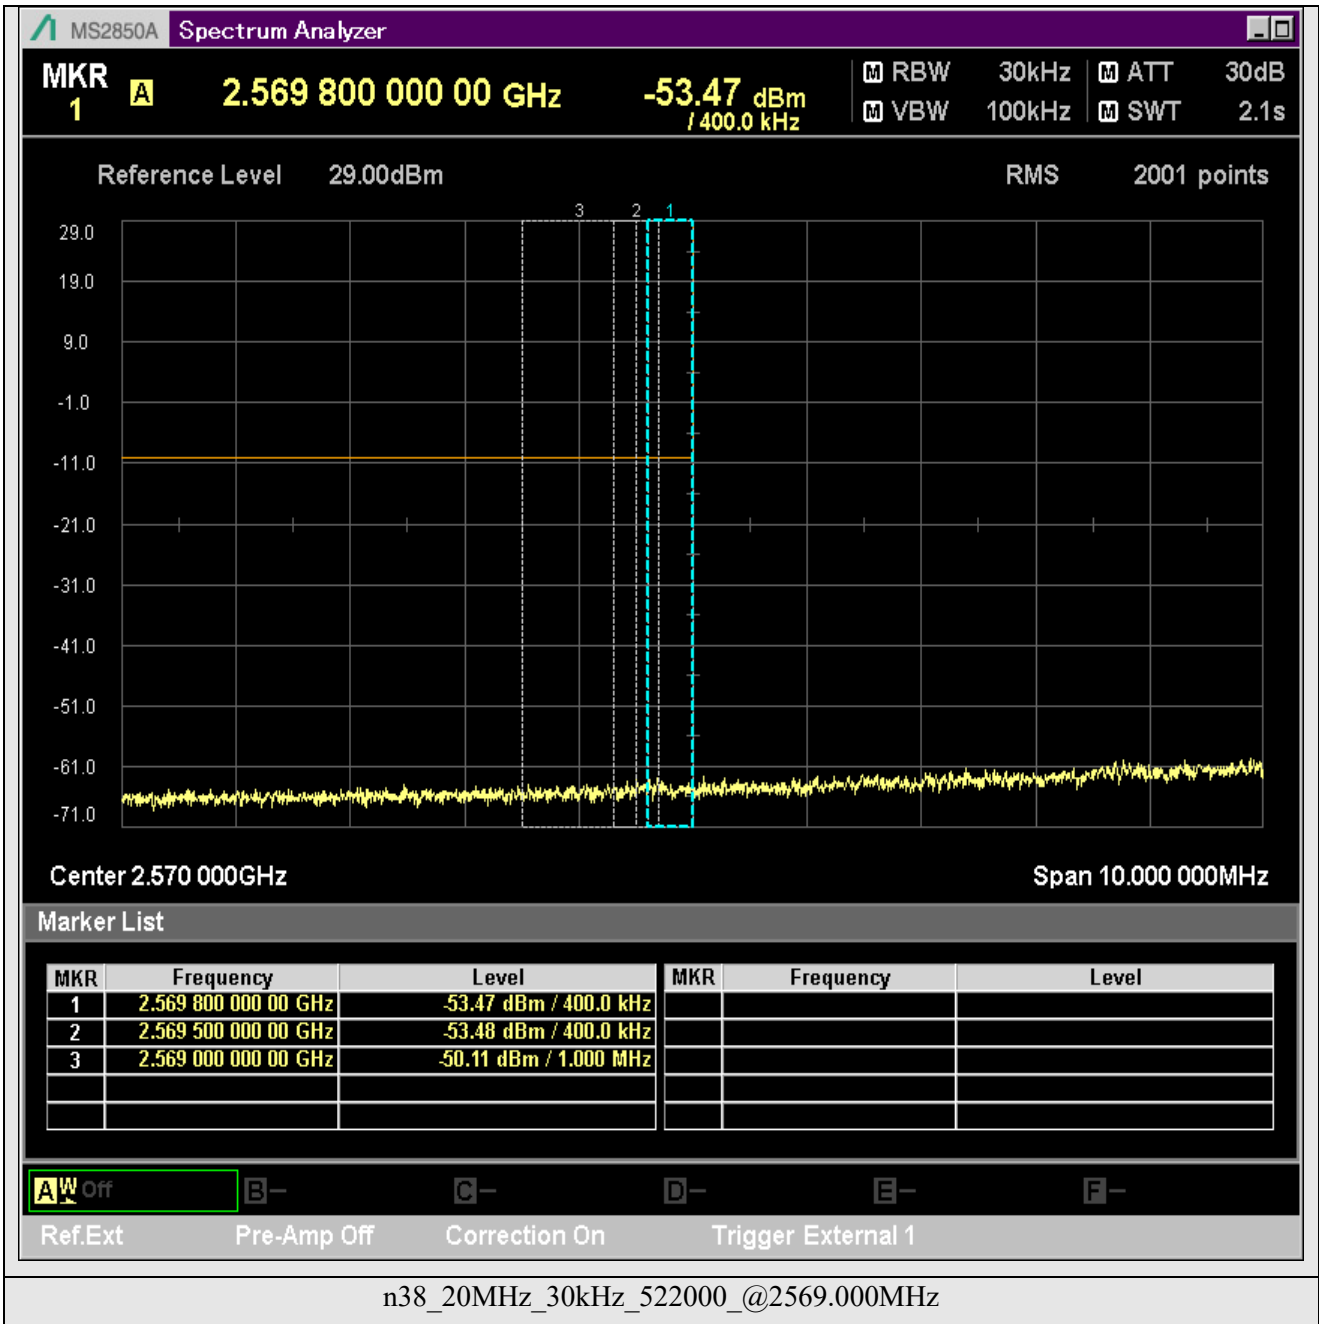 MS2850A Spectrum Analyzer
MKR 1 A 2.569 800 000 00 GHz -53.47 dBm / 400.0 kHz
M RBW 30kHz M ATT 30dB
M VBW 100kHz M SWT 2.1s
Reference Level 29.00dBm RMS 2001 points
3 2 1
29.0
19.0
9.0
-1.0
-11.0
-21.0
-31.0
-41.0
-51.0
-61.0
-71.0
Center 2.570 000GHz Span 10.000 000MHz
Marker List
MKR Frequency Level MKR Frequency Level
1 2.569 800 000 00 GHz -53.47 dBm / 400.0 kHz
2 2.569 500 000 00 GHz -53.48 dBm / 400.0 kHz
3 2.569 000 000 00 GHz -50.11 dBm / 1.000 MHz
A W Off B- C- D- E- F-
Ref.Ext Pre-Amp Off Correction On Trigger External 1
n38_20MHz_30kHz_522000_@2569.000MHz